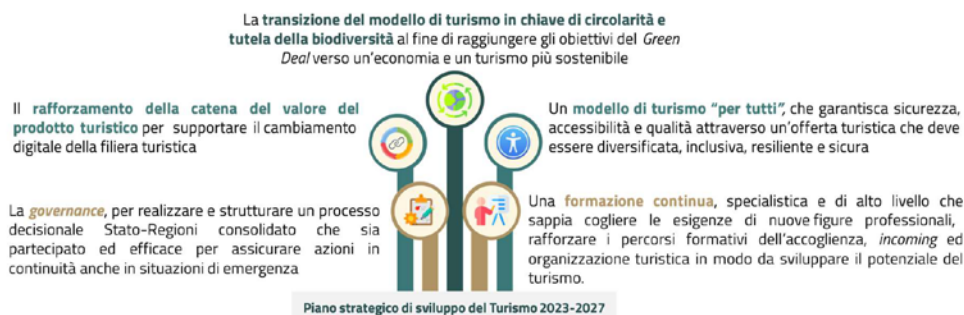 La transizione del modello di turismo in chiave di circolarità e
tutela della biodiversità al fine di raggiungere gli obiettivi del Green
Deal verso un'economia e un turismo più sostenibile
Il rafforzamento della catena del valore del
prodotto turistico per supportare il cambiamento
digitale della filiera turistica
Un modello di turismo "per tutti", che garantisca sicurezza,
accessibilità e qualità attraverso un'offerta turistica che deve
essere diversificata, inclusiva, resiliente e sicura
La governance, per realizzare e strutturare un processo
decisionale Stato-Regioni consolidato che sia
partecipato ed efficace per assicurare azioni in
continuità anche in situazioni di emergenza
Una formazione continua, specialistica e di alto livello che
sappia cogliere le esigenze di nuove figure professionali,
rafforzare i percorsi formativi dell'accoglienza, incoming ed
organizzazione turistica in modo da sviluppare il potenziale del
turismo.
Piano strategico di sviluppo del Turismo 2023-2027